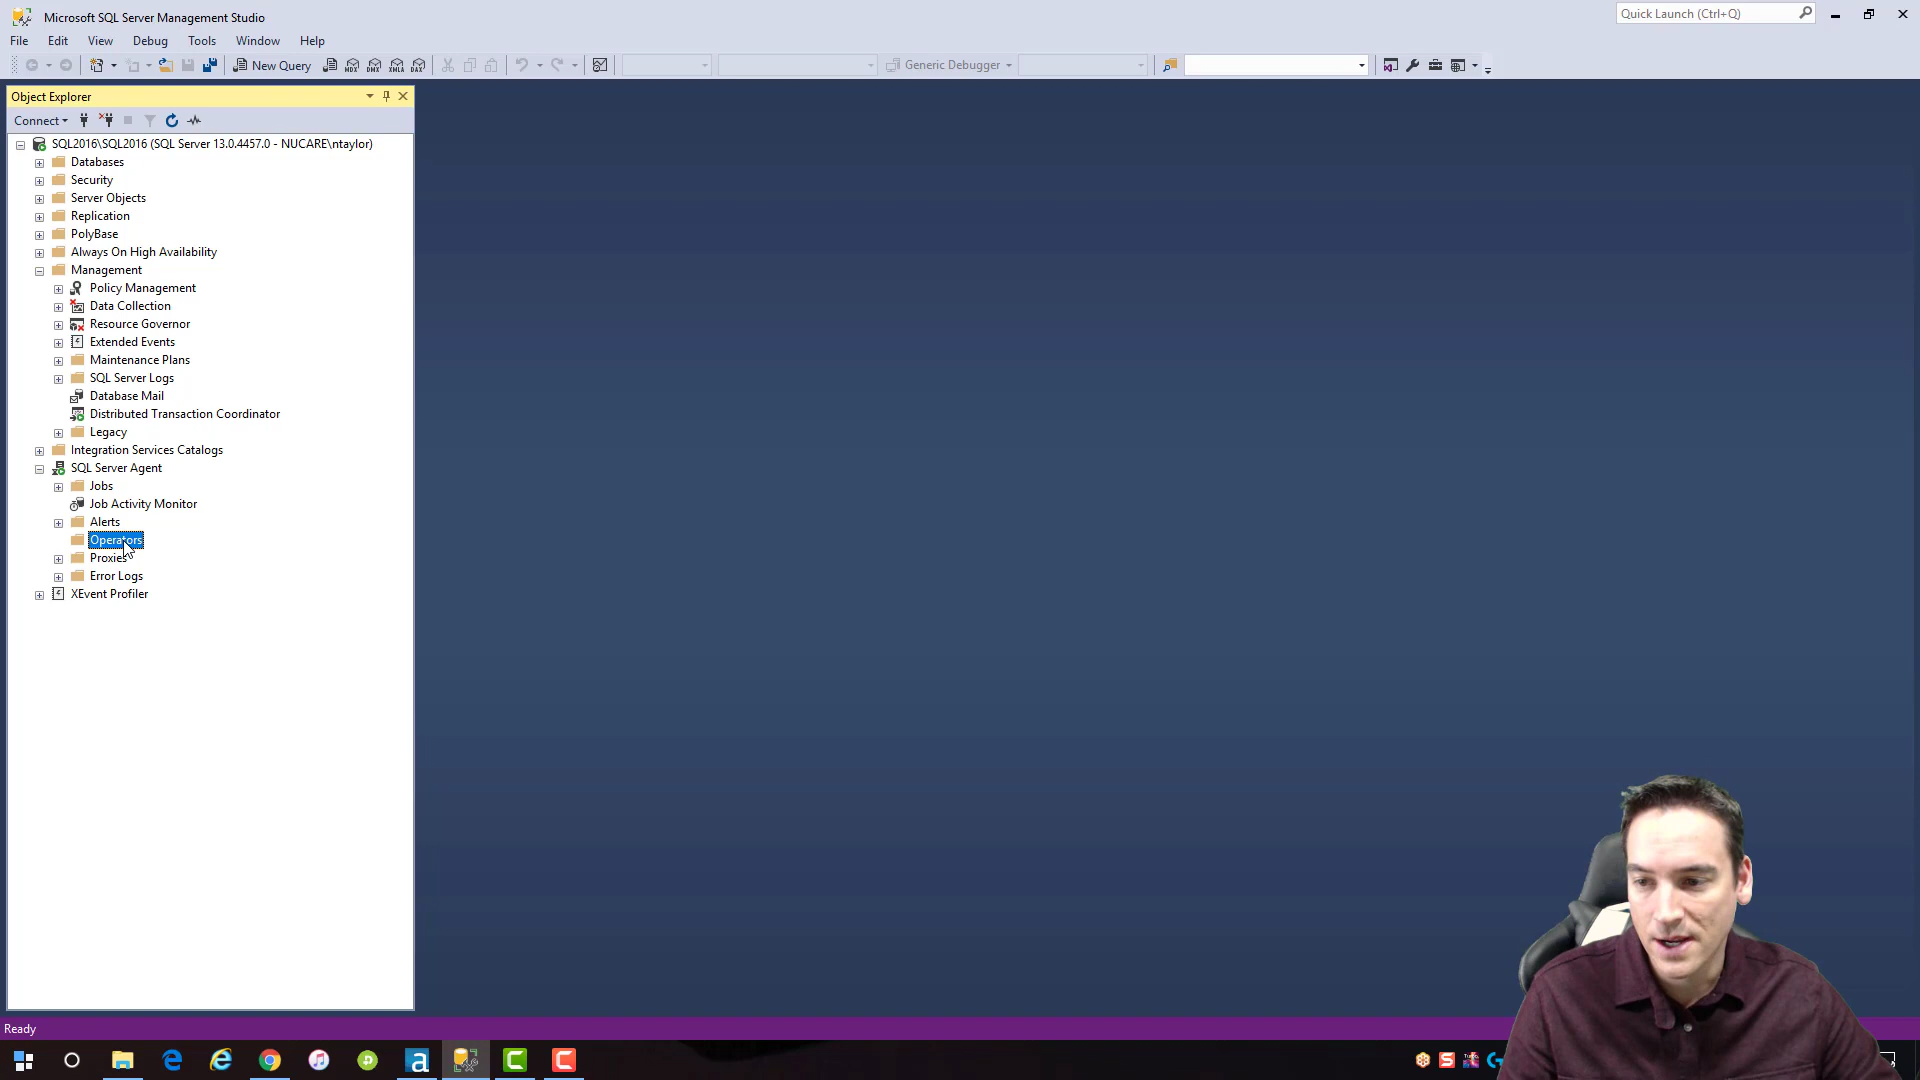 Microsoft SQL Server Management Studio
Quick Launch (Ctrl+Q)
File Edit View Debug Tools Window Help
New Query
MDX
DMX
XMLA
DAX
Generic Debugger
Object Explorer
Connect
SQL2016\SQL2016 (SQL Server 13.0.4457.0 - NUCARE\ntaylor)
Databases
Security
Server Objects
Replication
PolyBase
Always On High Availability
Management
Policy Management
Data Collection
Resource Governor
Extended Events
Maintenance Plans
SQL Server Logs
Database Mail
Distributed Transaction Coordinator
Legacy
Integration Services Catalogs
SQL Server Agent
Jobs
Job Activity Monitor
Alerts
Operators
Proxies
Error Logs
XEvent Profiler
Ready